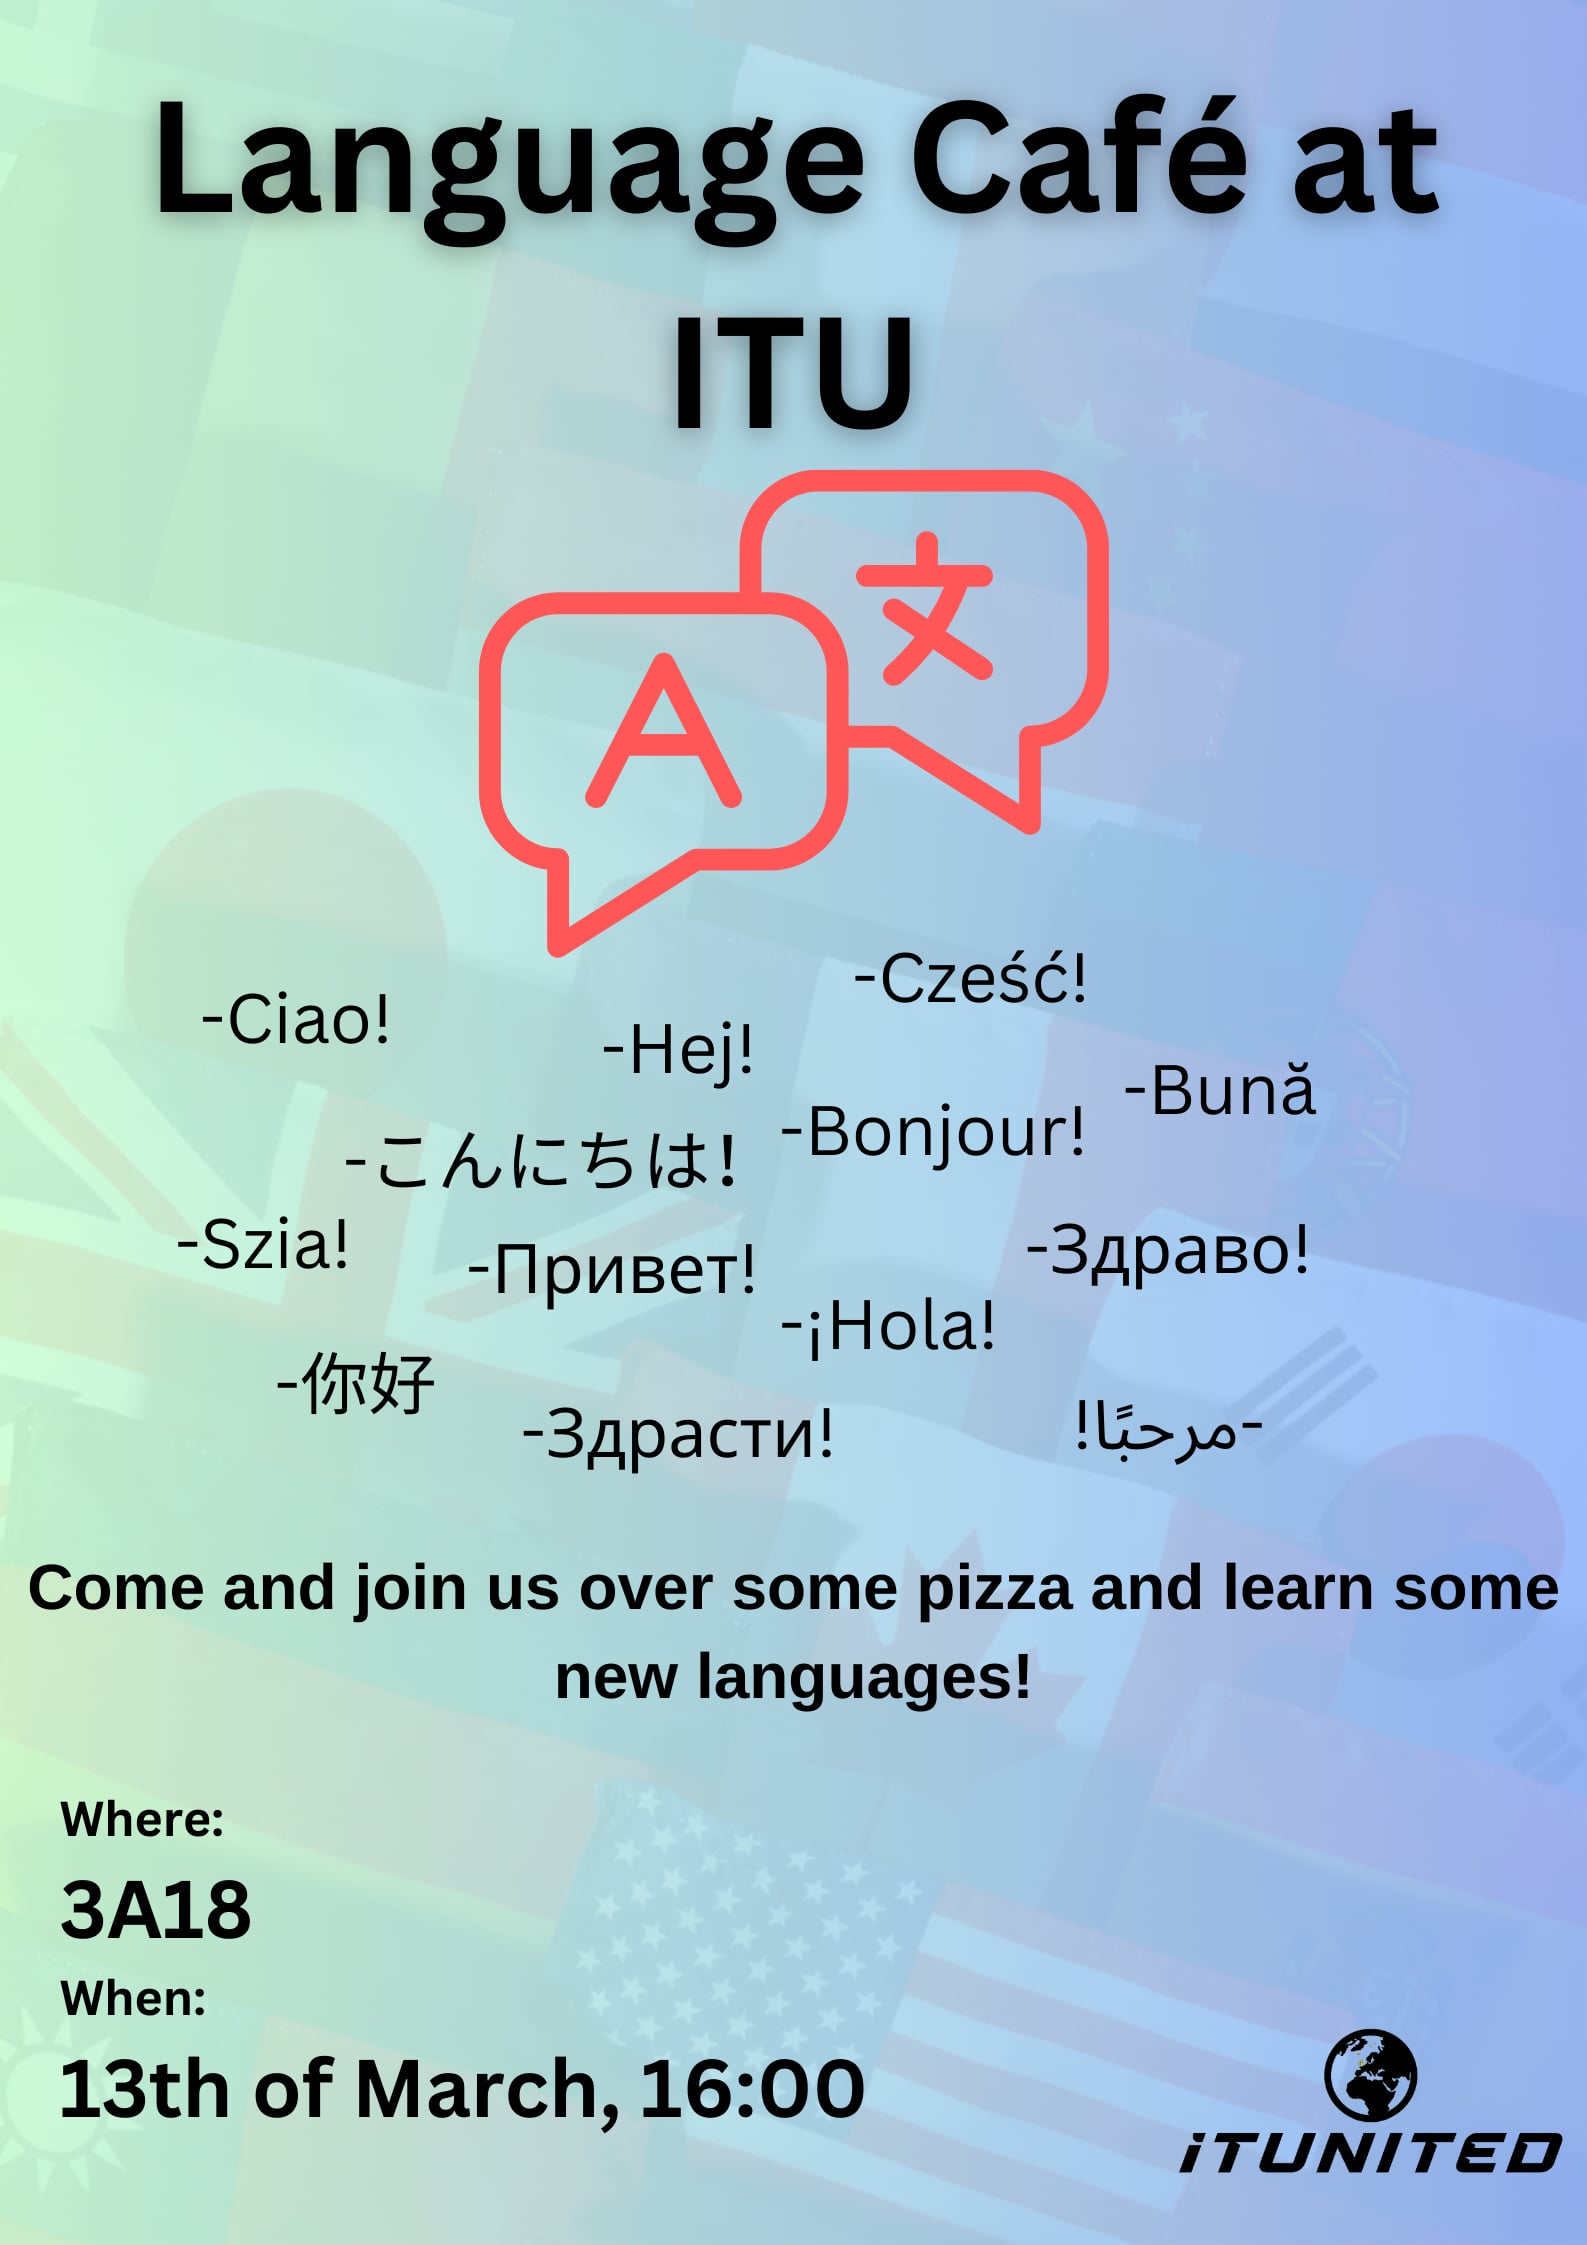 Language Café at
ITU
A
文
-Cześć!
-Ciao!
-Hej!
-Bună
-Bonjour!
-こんにちは!
-Szia!
-Привет!
-Здраво!
-¡Hola!
-你好
-Здрасти!
-مرحبًا!
Come and join us over some pizza and learn some
new languages!
Where:
3A18
When:
13th of March, 16:00
iTUNITED